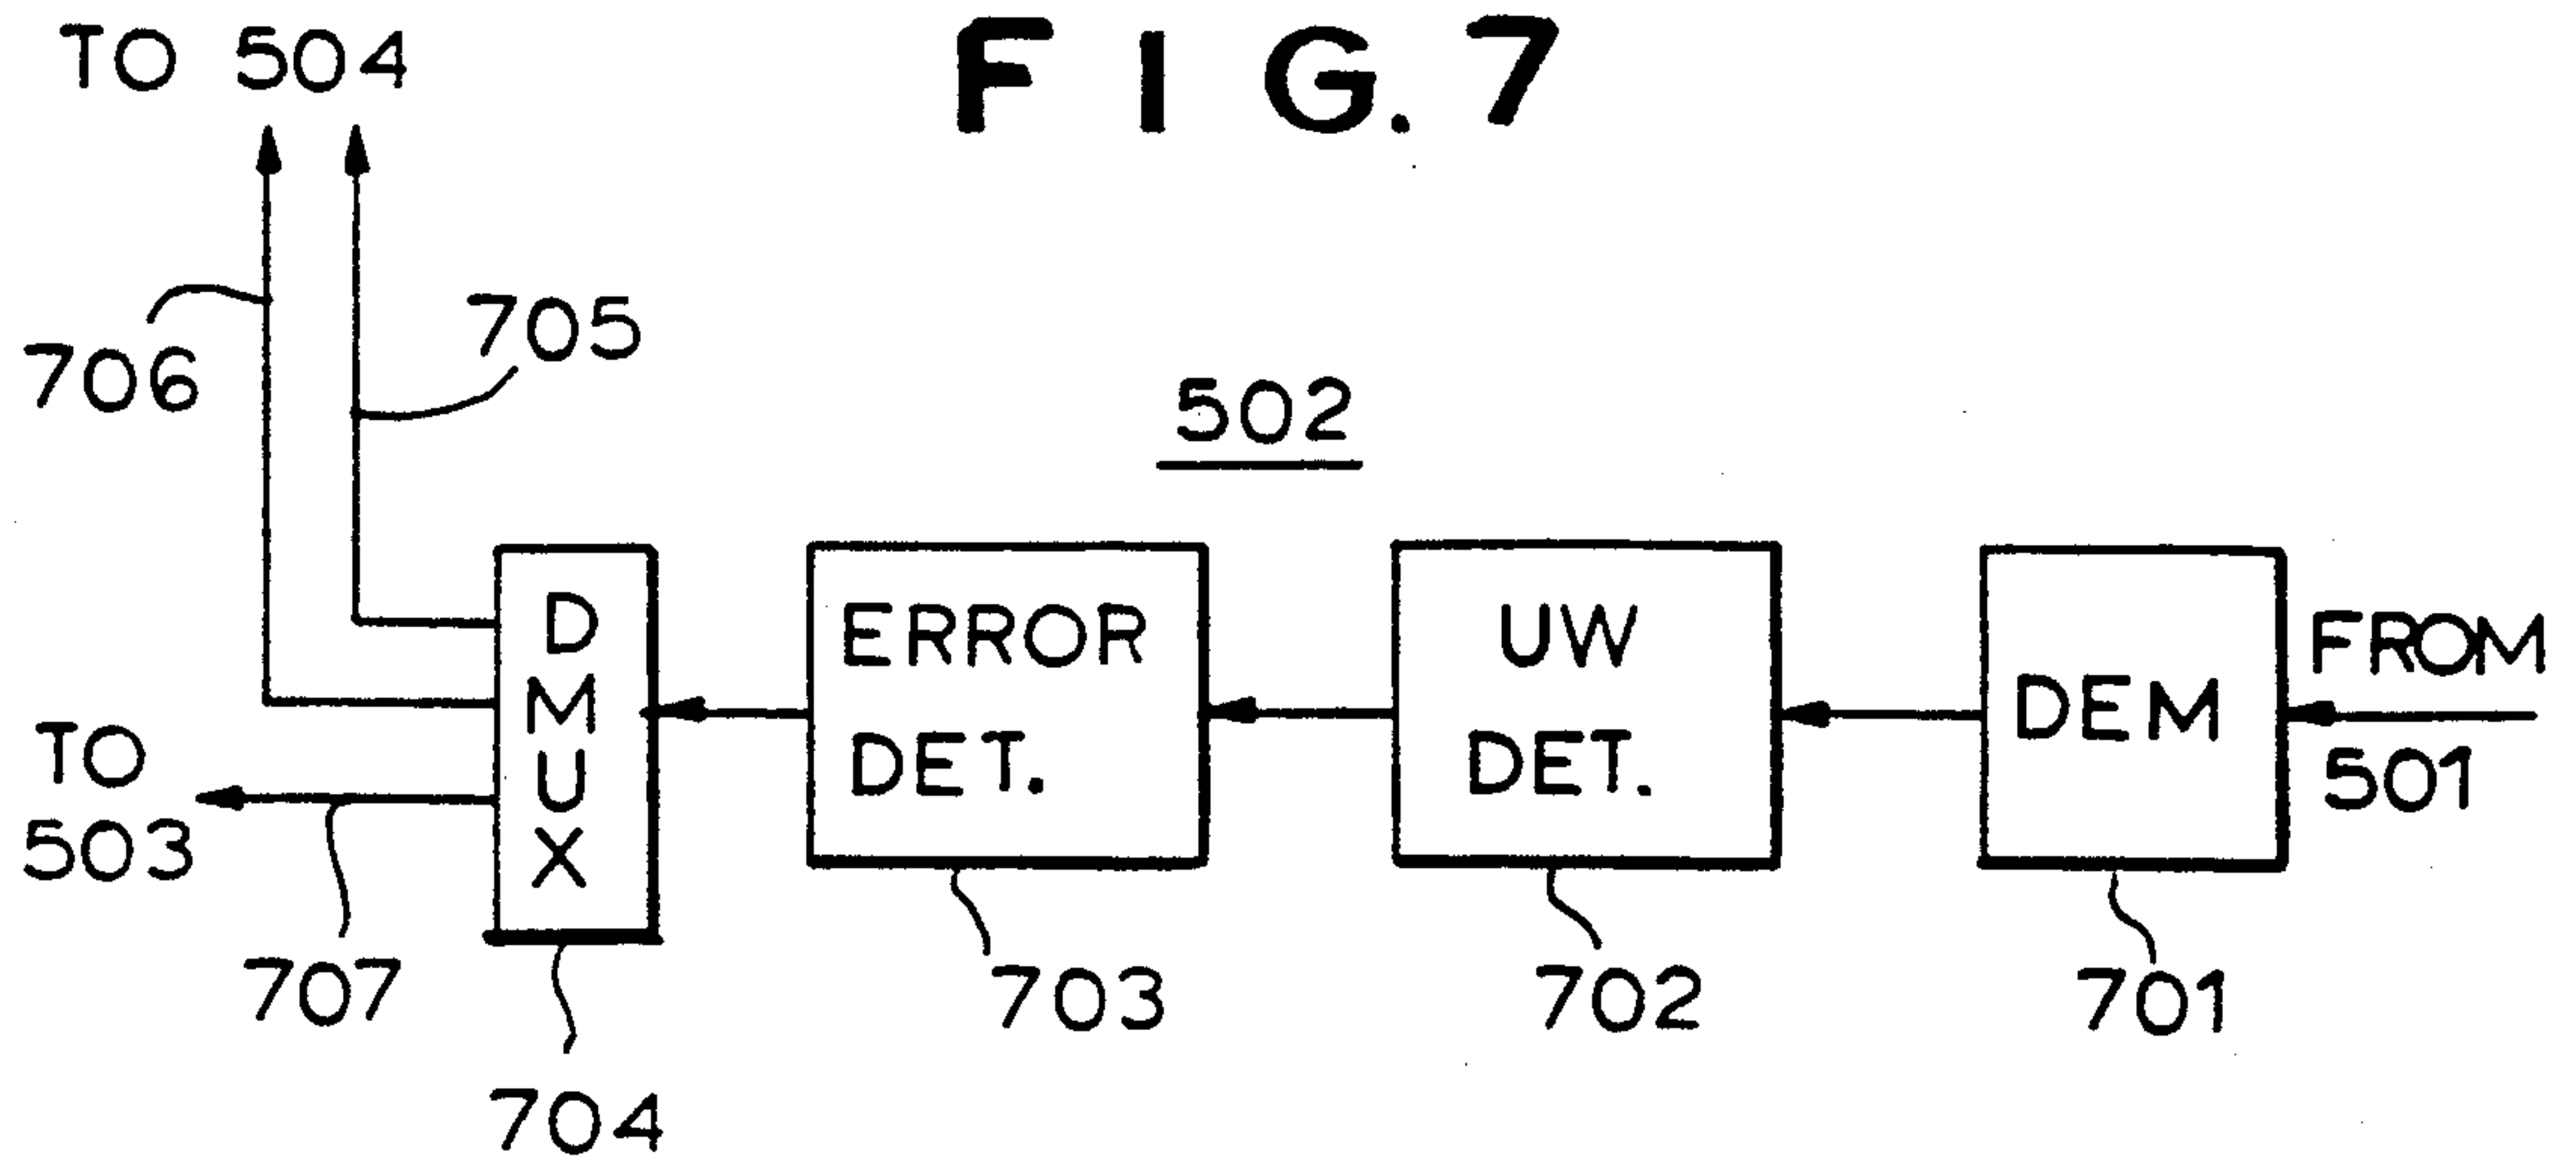 TO 504
FIG. 7
706
705
502
D
M
U
X
ERROR
DET.
UW
DET.
DEM
FROM
501
TO
503
707
704
703
702
701